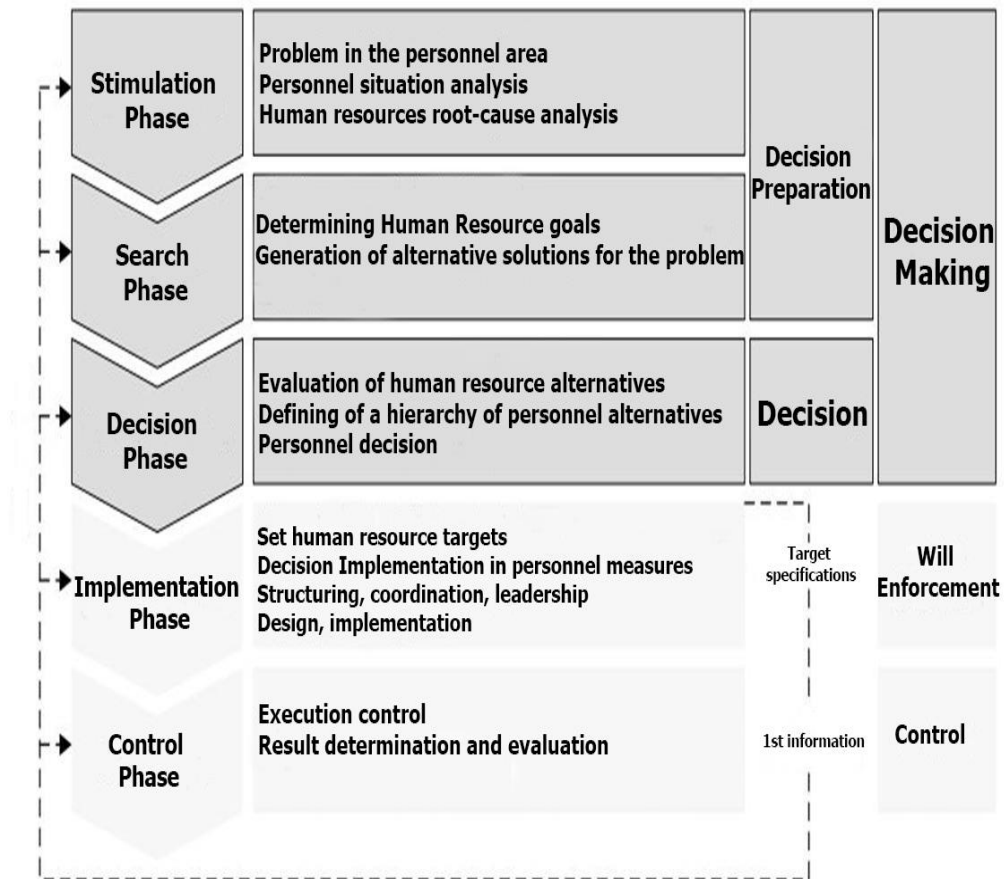 Stimulation
Phase
Problem in the personnel area
Personnel situation analysis
Human resources root-cause analysis
Decision
Preparation
Decision
Making
Search
Phase
Determining Human Resource goals
Generation of alternative solutions for the problem
Decision
Phase
Evaluation of human resource alternatives
Defining of a hierarchy of personnel alternatives
Personnel decision
Decision
Implementation
Phase
Set human resource targets
Decision Implementation in personnel measures
Structuring, coordination, leadership
Design, implementation
Target
specifications
Will
Enforcement
Control
Phase
Execution control
Result determination and evaluation
1st information
Control